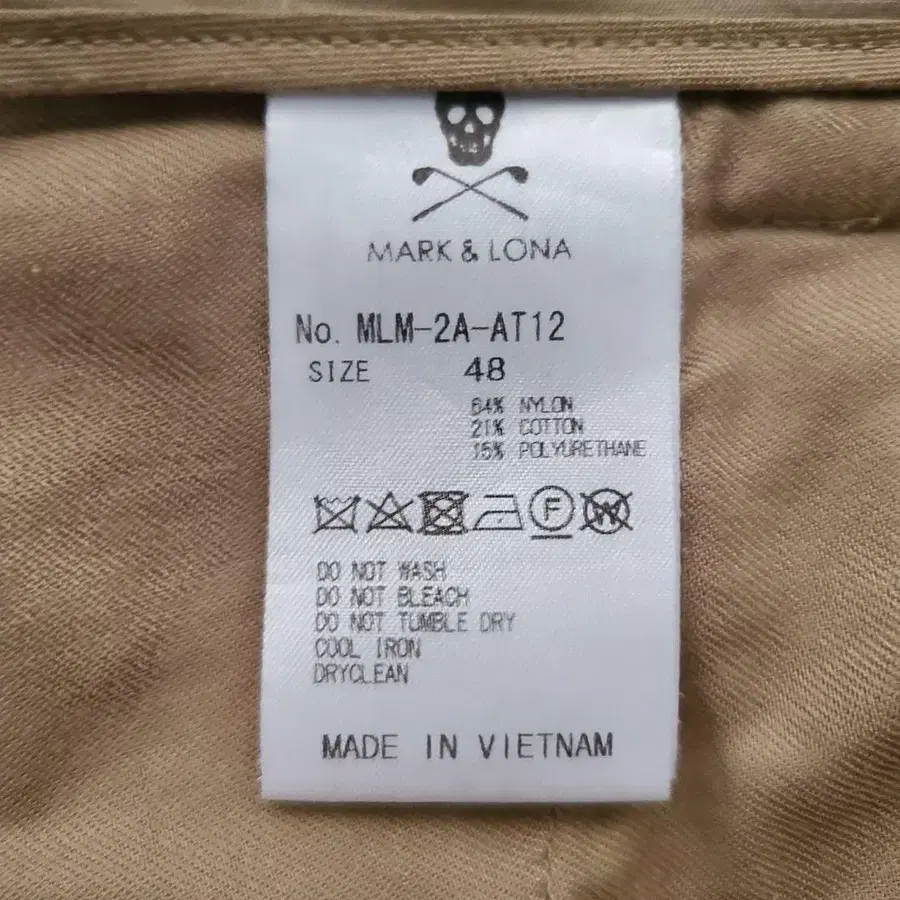 MARK & LONA
No. MLM-2A-AT12
SIZE 48
64% NYLON
21% COTTON
15% POLYURETHANE
F W
DO NOT WASH
DO NOT BLEACH
DO NOT TUMBLE DRY
COOL IRON
DRYCLEAN
MADE IN VIETNAM